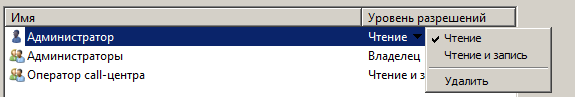 Имя Уровень разрешений
Администратор Чтение
Администраторы Владелец
Оператор call-центра Чтение и з
Чтение
Чтение и запись
Удалить